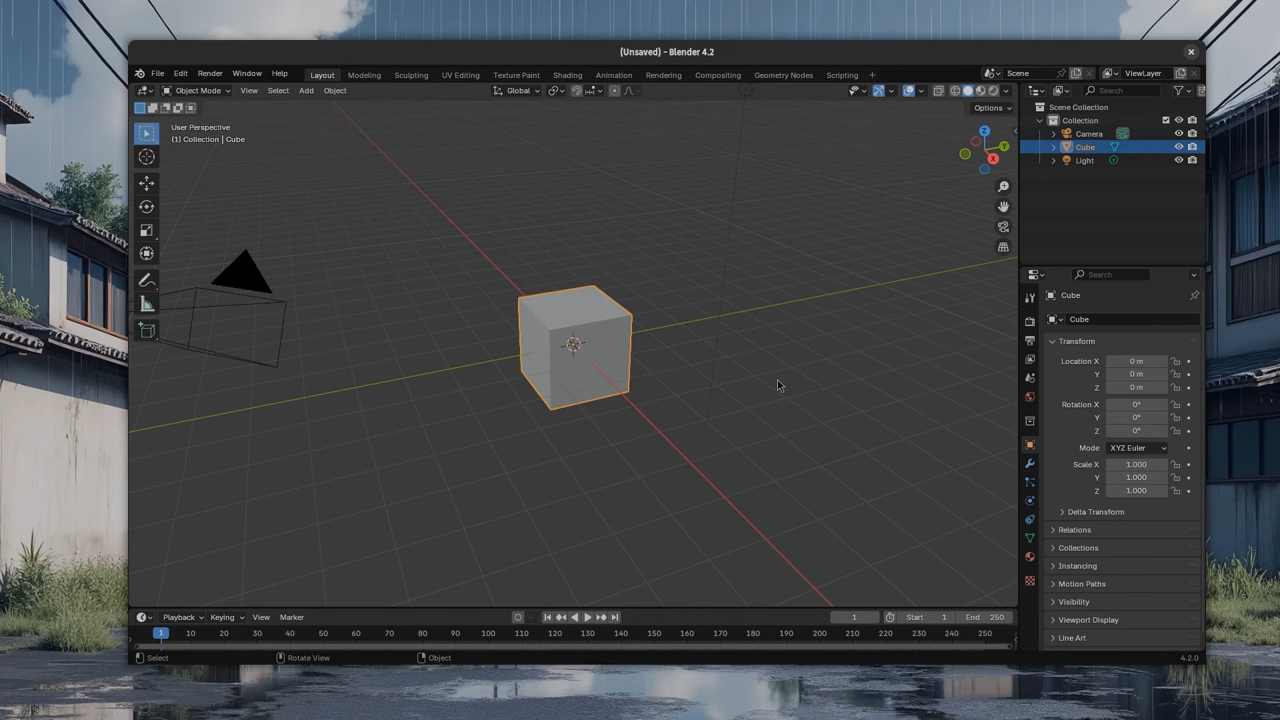 (Unsaved) - Blender 4.2
File Edit Render Window Help Layout Modeling Sculpting UV Editing Texture Paint Shading Animation Rendering Compositing Geometry Nodes Scripting + Scene ViewLayer
Object Mode View Select Add Object Global Search
Options
User Perspective
(1) Collection | Cube
Z
Y
X
Scene Collection
Collection
Camera
Cube
Light
Search
Cube
Cube
Transform
Location X 0 m
Y 0 m
Z 0 m
Rotation X 0°
Y 0°
Z 0°
Mode XYZ Euler
Scale X 1.000
Y 1.000
Z 1.000
Delta Transform
Relations
Collections
Instancing
Motion Paths
Visibility
Viewport Display
Line Art
Playback Keying View Marker 1 Start 1 End 250
1 10 20 30 40 50 60 70 80 90 100 110 120 130 140 150 160 170 180 190 200 210 220 230 240 250
Select Rotate View Object 4.2.0